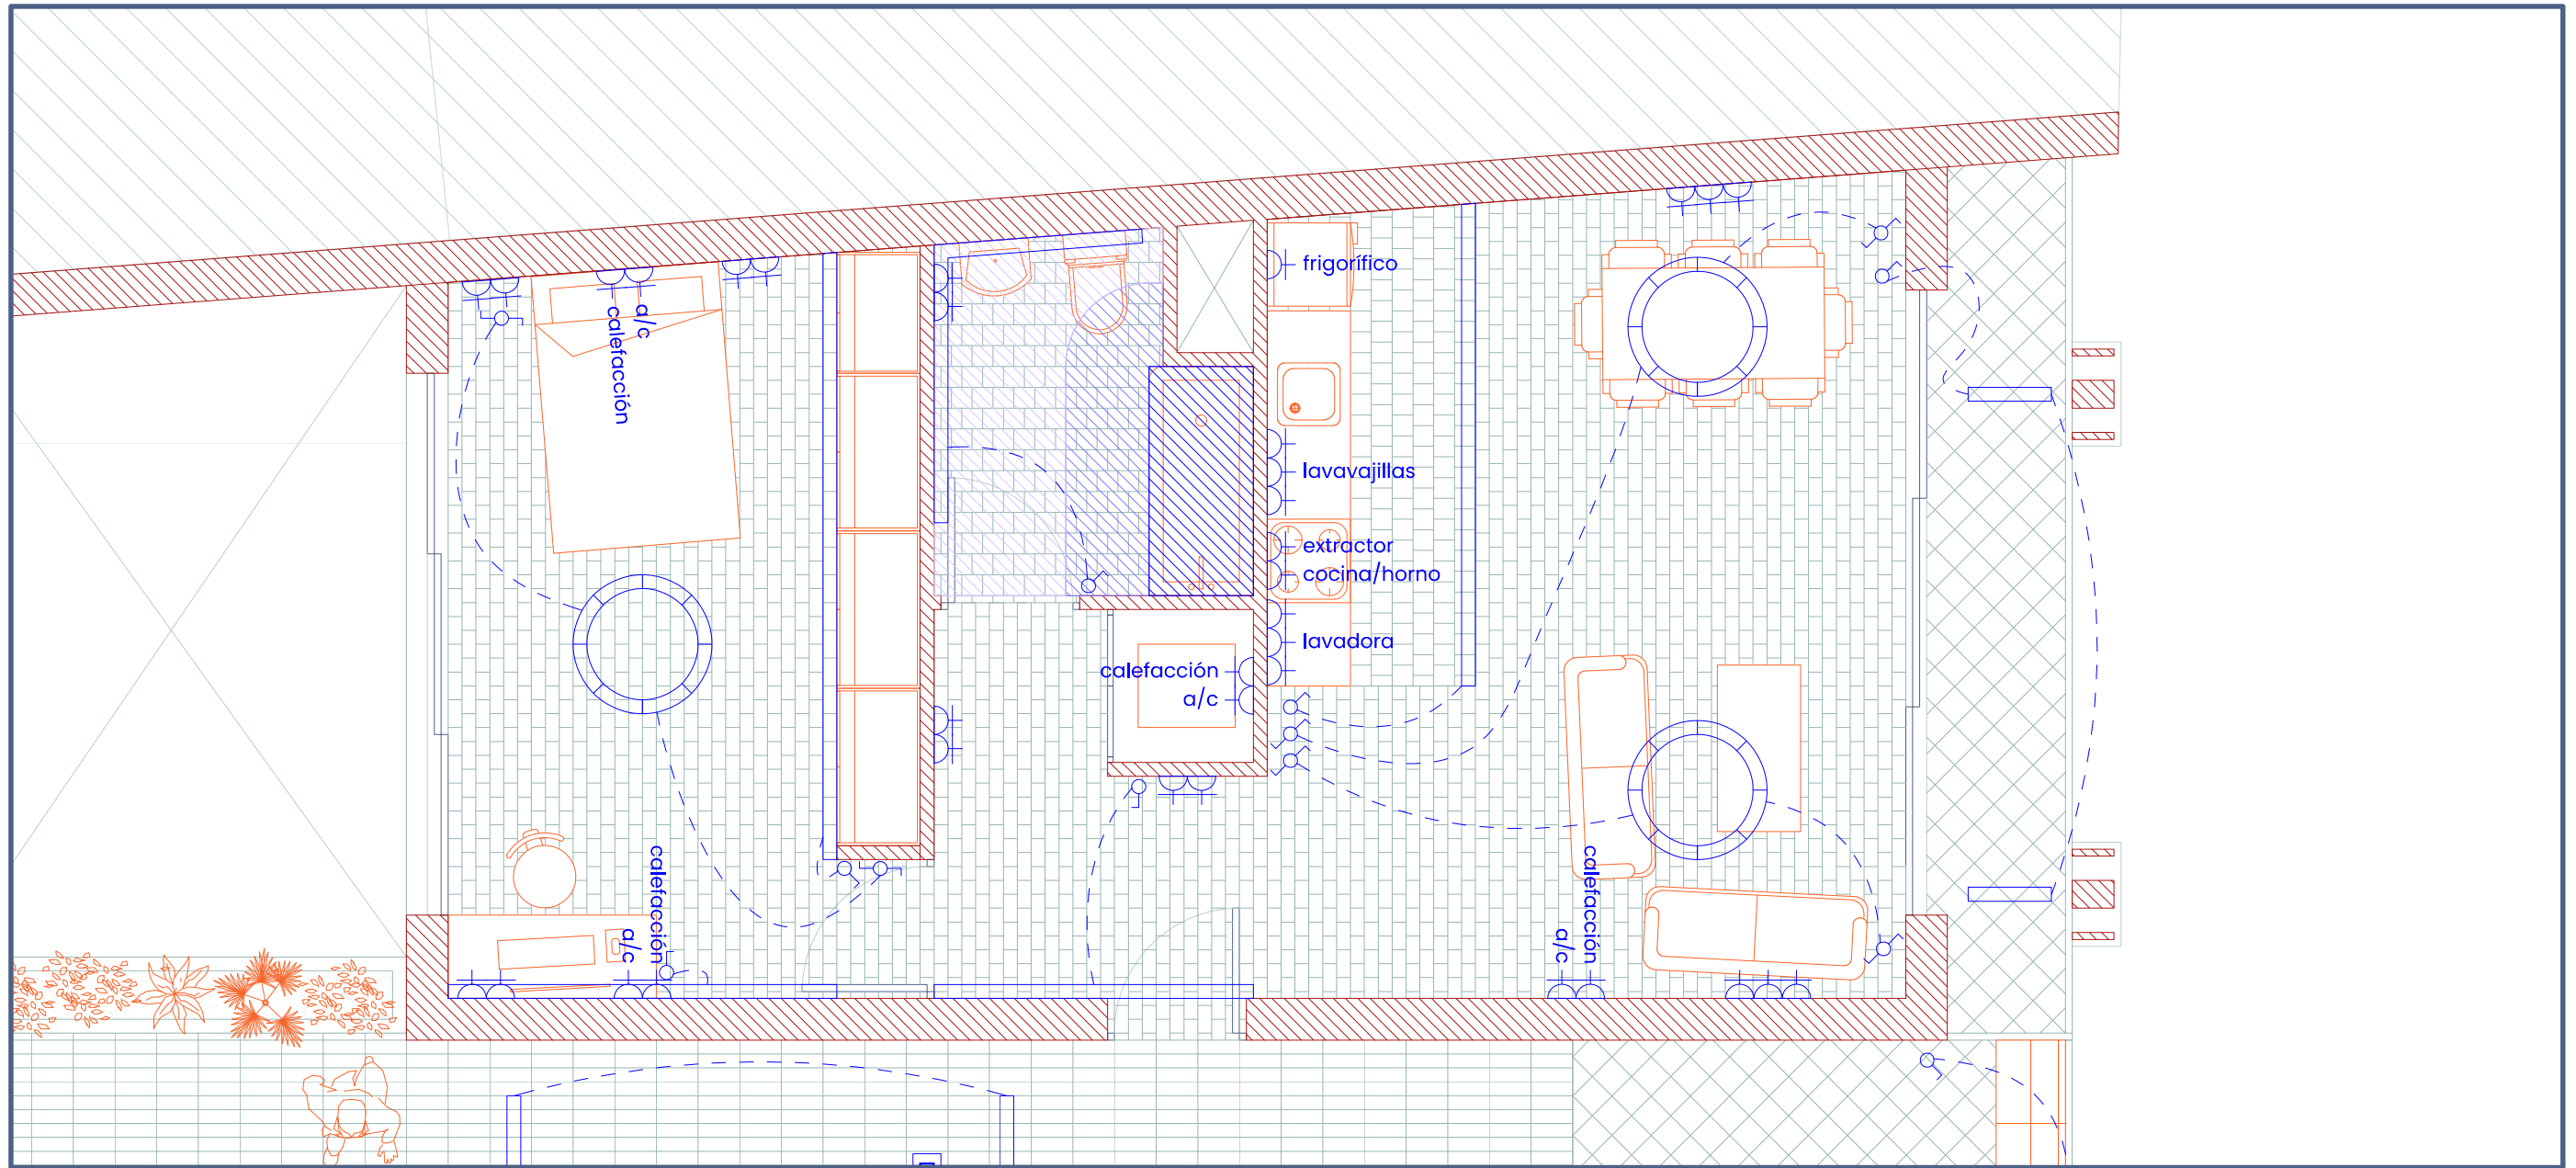 frigorífico
a/c
calefacción
lavavajillas
extractor
cocina/horno
lavadora
calefacción
a/c
calefacción
a/c
calefacción
a/c